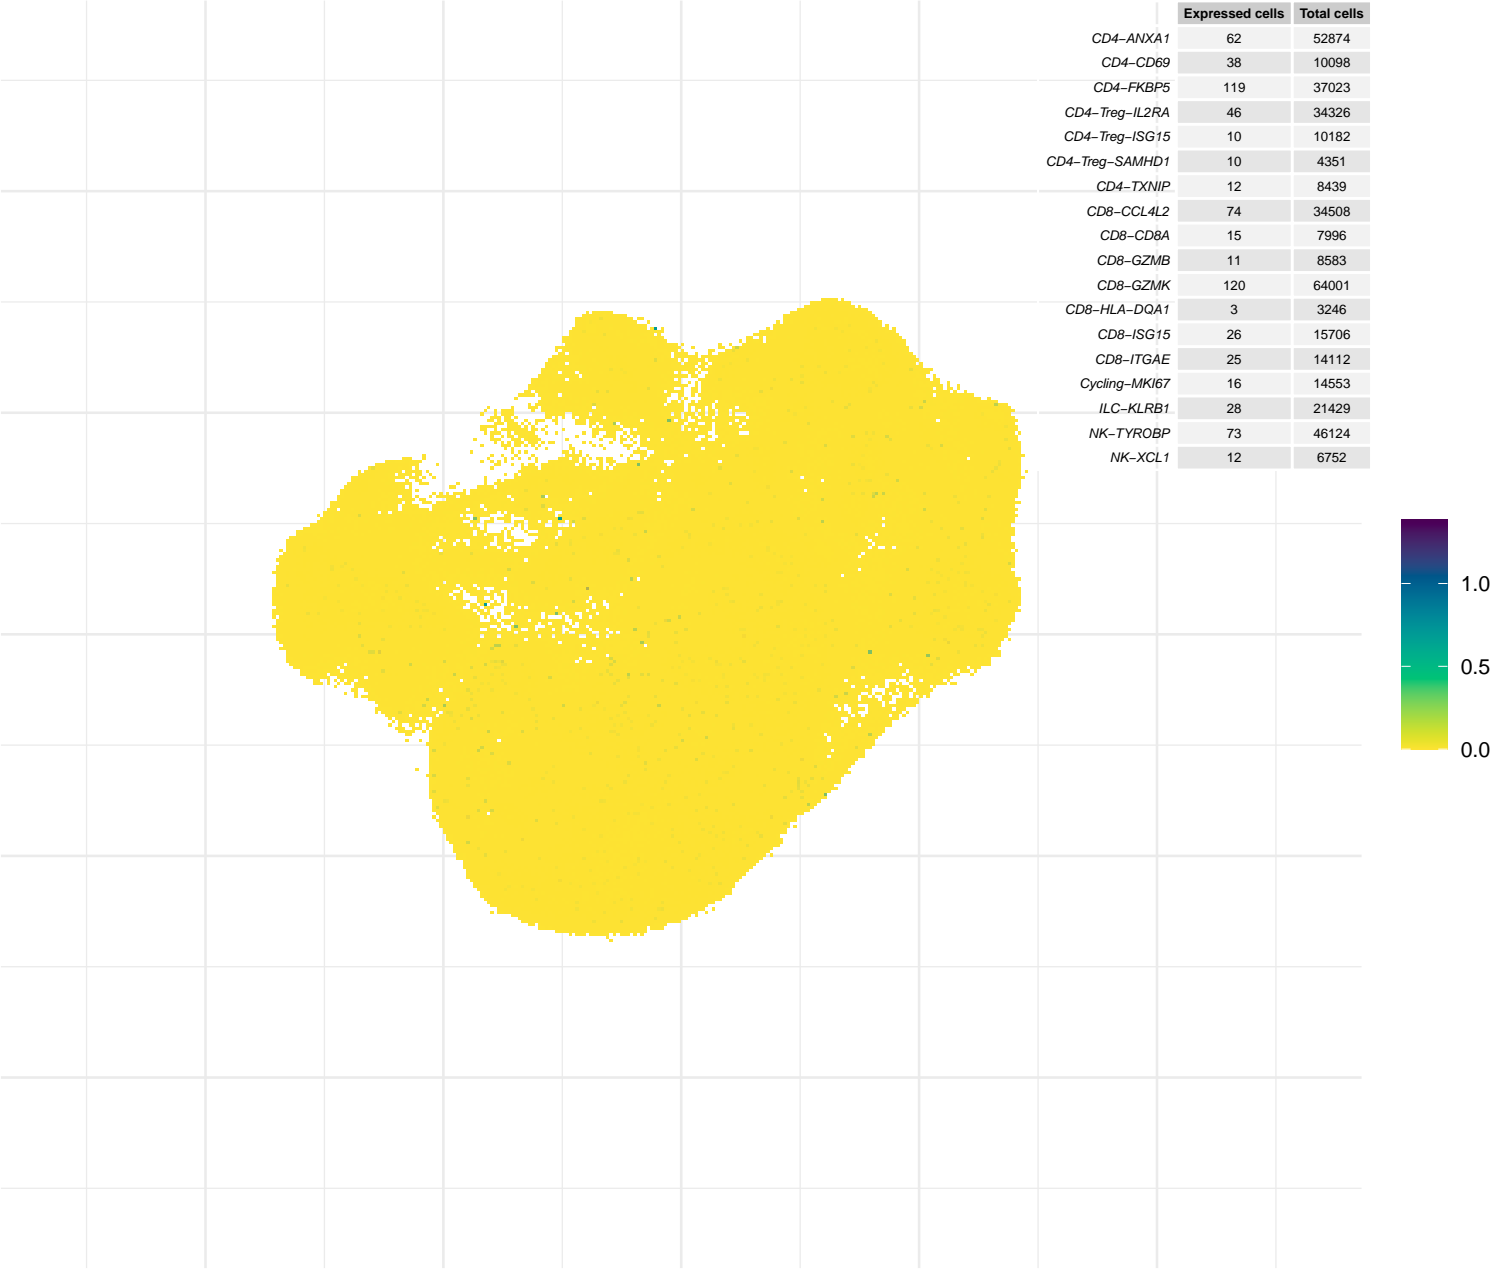 Expressed cells Total cells
CD4−ANXA1 62 52874
CD4−CD69 38 10098
CD4−FKBP5 119 37023
CD4−Treg−IL2RA 46 34326
CD4−Treg−ISG15 10 10182
CD4−Treg−SAMHD1 10 4351
CD4−TXNIP 12 8439
CD8−CCL4L2 74 34508
CD8−CD8A 15 7996
CD8−GZMB 11 8583
CD8−GZMK 120 64001
CD8−HLA−DQA1 3 3246
CD8−ISG15 26 15706
CD8−ITGAE 25 14112
Cycling−MKI67 16 14553
ILC−KLRB1 28 21429
NK−TYROBP 73 46124
NK−XCL1 12 6752
1.0
0.5
0.0